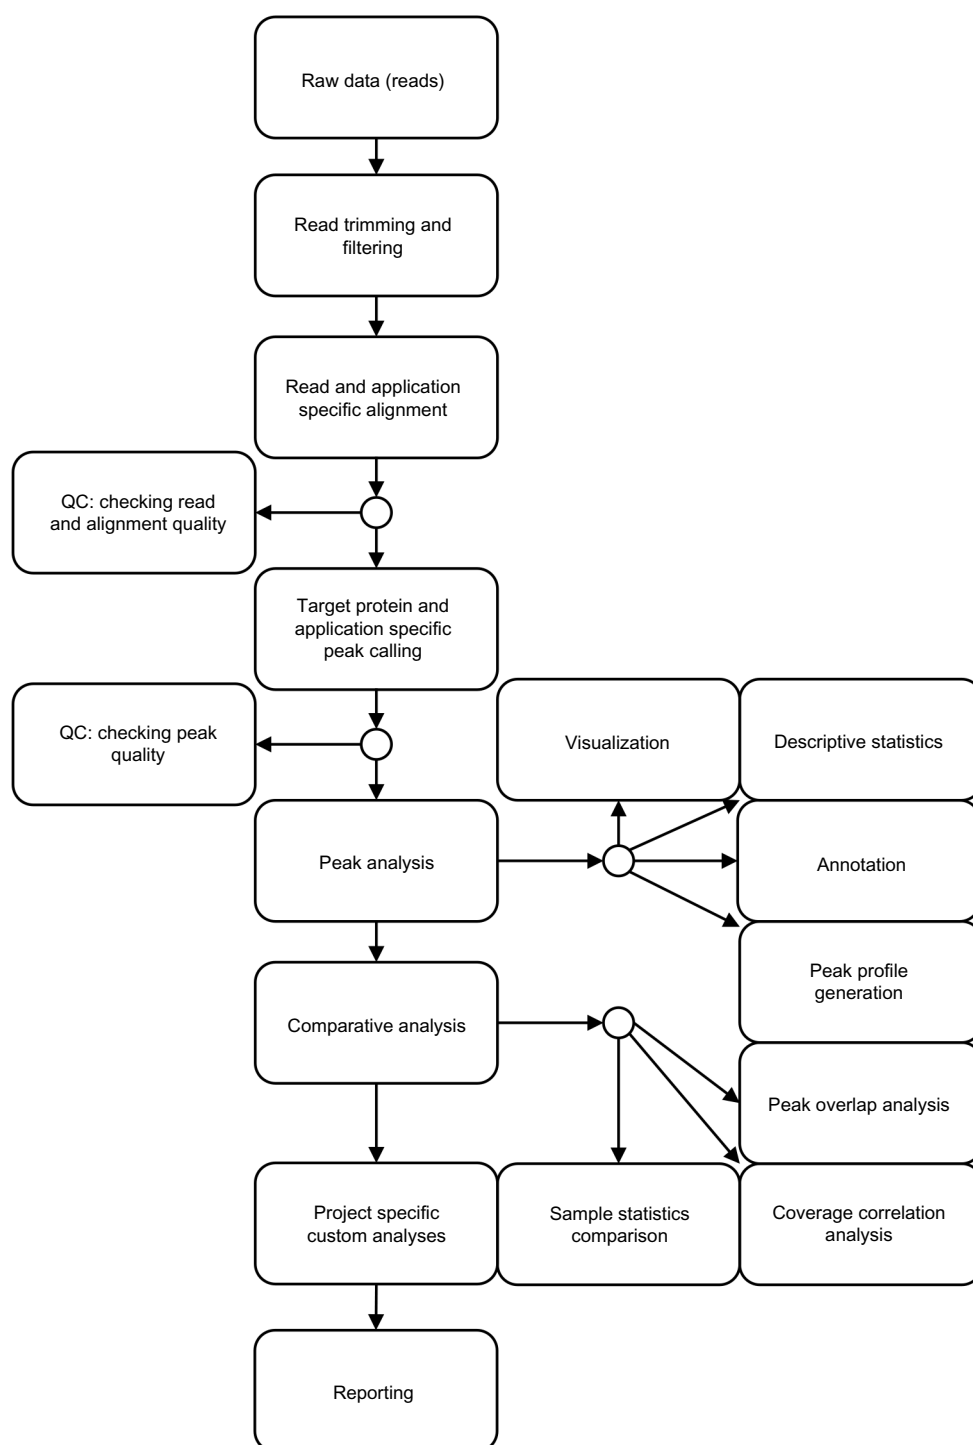 Raw data (reads)
Read trimming and
filtering
Read and application
specific alignment
QC: checking read
and alignment quality
Target protein and
application specific
peak calling
QC: checking peak
quality
Visualization
Descriptive statistics
Peak analysis
Annotation
Peak profile
generation
Comparative analysis
Peak overlap analysis
Project specific
custom analyses
Sample statistics
comparison
Coverage correlation
analysis
Reporting